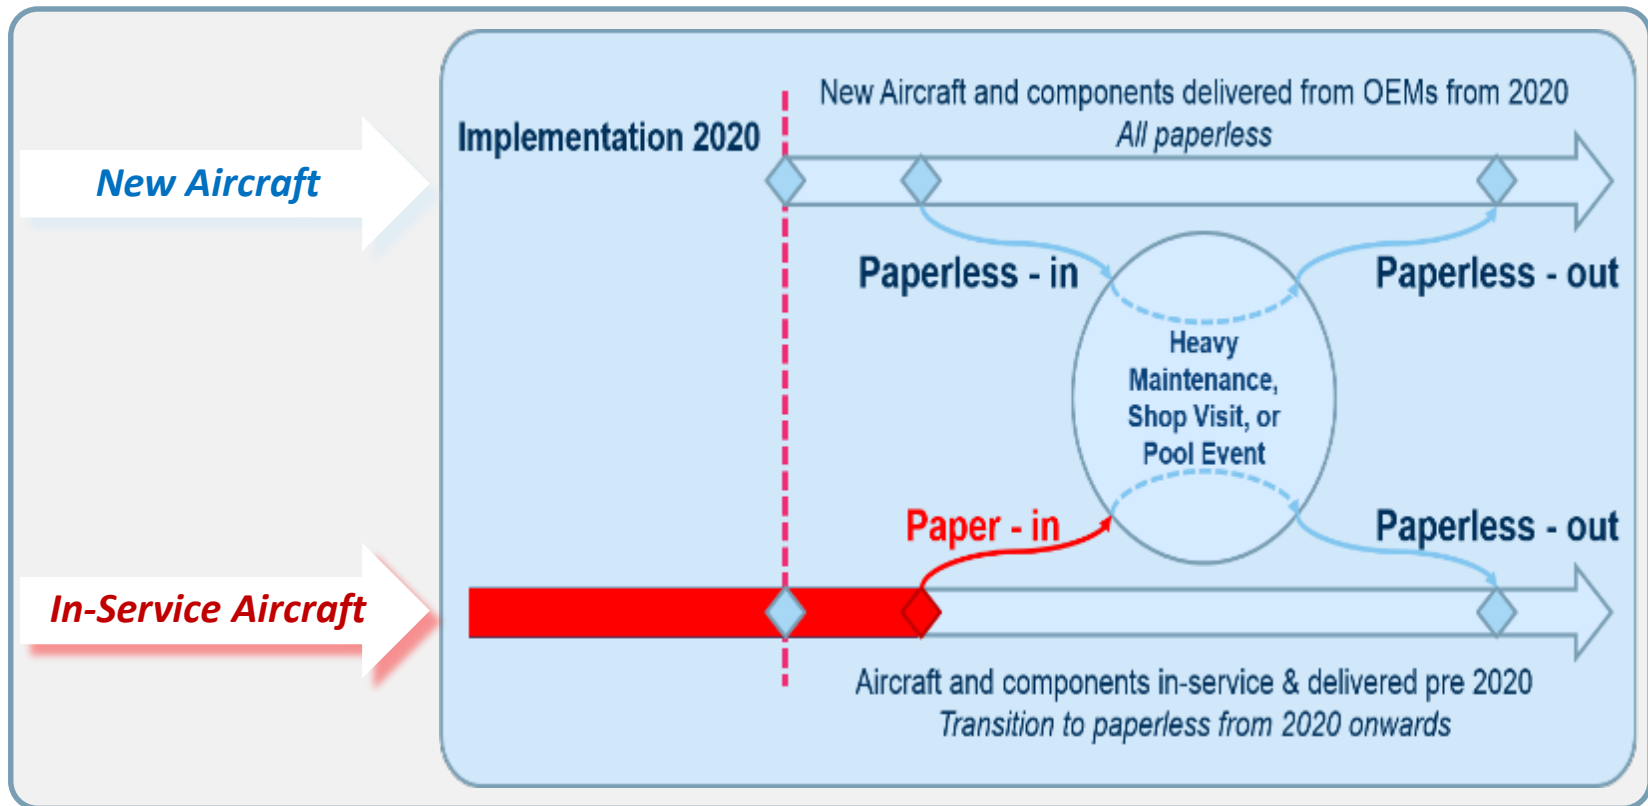 New Aircraft and components delivered from OEMs from 2020
All paperless
Implementation 2020
New Aircraft
Paperless - in
Paperless - out
Heavy
Maintenance,
Shop Visit, or
Pool Event
Paper - in
Paperless - out
In-Service Aircraft
Aircraft and components in-service & delivered pre 2020
Transition to paperless from 2020 onwards